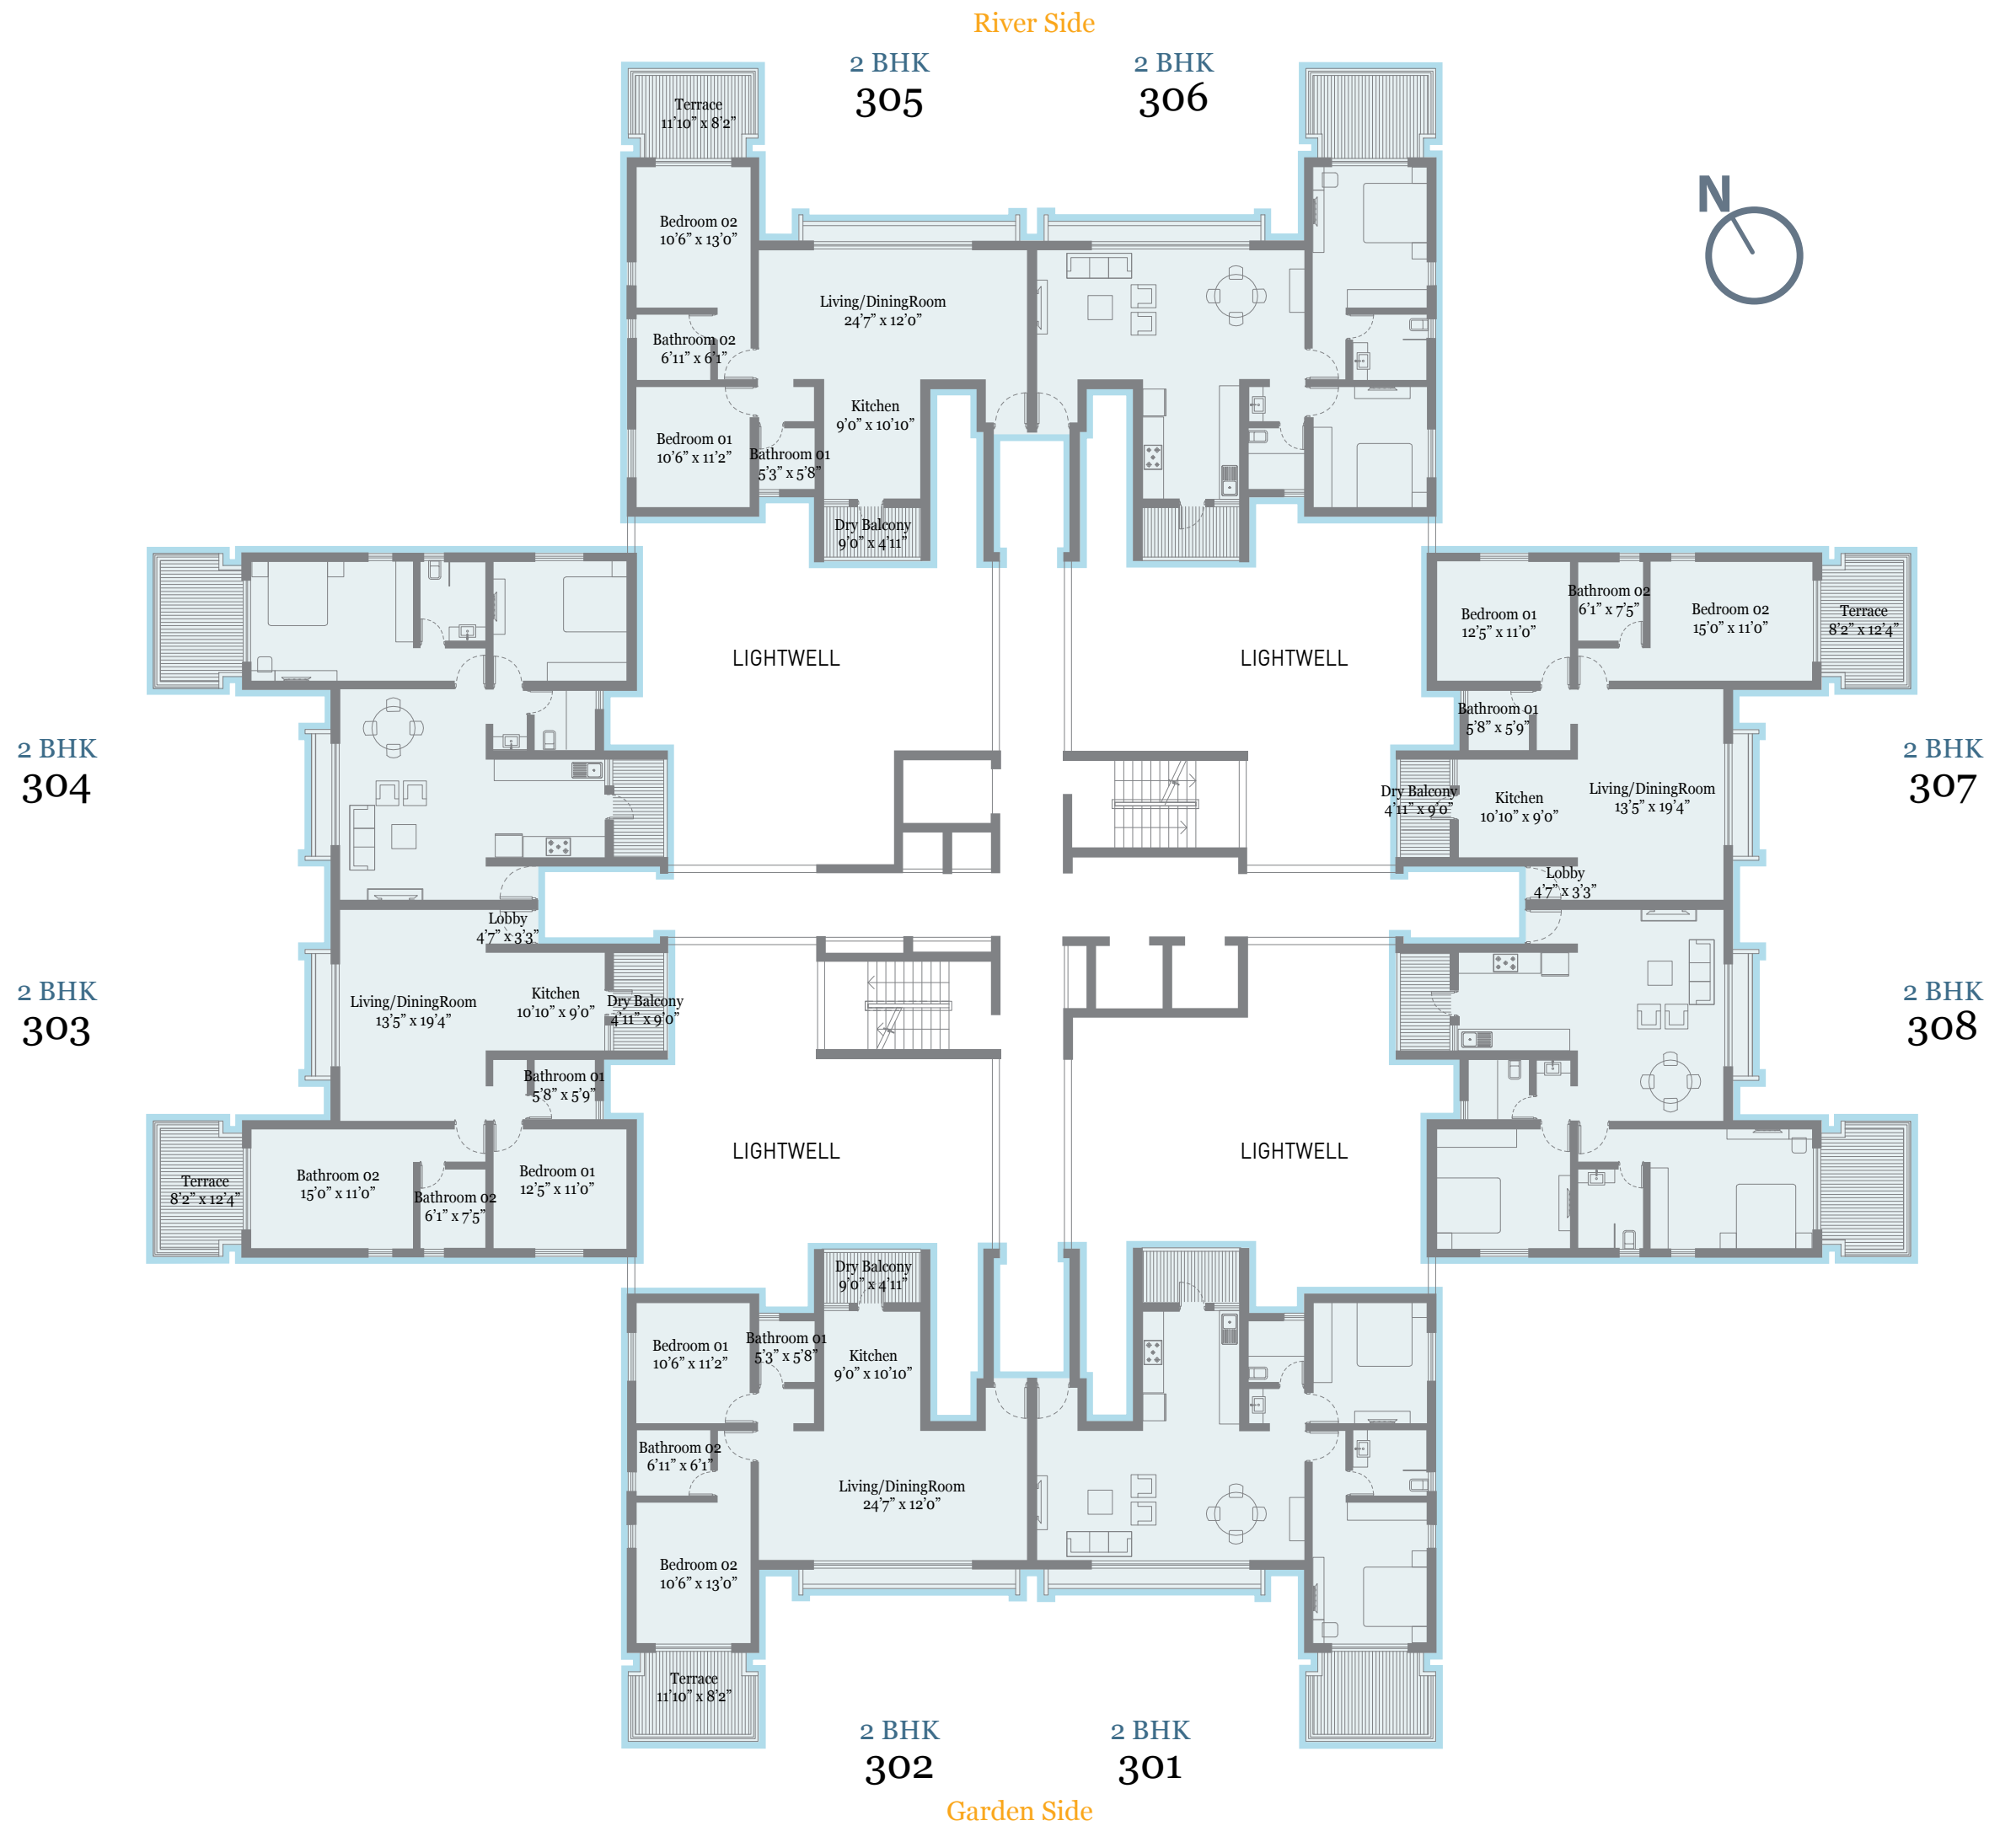 River Side
2 BHK
305
2 BHK
306
N
Terrace
11'10” x 8'2”
Bedroom 02
10'6” x 13'0”
Living/DiningRoom
24'7” x 12'0”
Bathroom 02
6'11” x 6'1”
Kitchen
9'0” x 10'10”
Bedroom 01
10'6” x 11'2”
Bathroom 01
5'3” x 5'8”
Dry Balcony
9'0” x 4'11”
LIGHTWELL
LIGHTWELL
Bedroom 01
12'5” x 11'0”
Bathroom 02
6'1” x 7'5”
Bedroom 02
15'0” x 11'0”
Terrace
8'2” x 12'4”
Bathroom 01
5'8” x 5'9”
2 BHK
304
2 BHK
307
Dry Balcony
4'11” x 9'0”
Kitchen
10'10” x 9'0”
Living/DiningRoom
13'5” x 19'4”
Lobby
4'7” x 3'3”
Lobby
4'7” x 3'3”
2 BHK
303
2 BHK
308
Living/DiningRoom
13'5” x 19'4”
Kitchen
10'10” x 9'0”
Dry Balcony
4'11” x 9'0”
Bathroom 01
5'8” x 5'9”
LIGHTWELL
LIGHTWELL
Terrace
8'2” x 12'4”
Bathroom 02
15'0” x 11'0”
Bathroom 02
6'1” x 7'5”
Bedroom 01
12'5” x 11'0”
Dry Balcony
9'0” x 4'11”
Bedroom 01
10'6” x 11'2”
Bathroom 01
5'3” x 5'8”
Kitchen
9'0” x 10'10”
Bathroom 02
6'11” x 6'1”
Living/DiningRoom
24'7” x 12'0”
Bedroom 02
10'6” x 13'0”
Terrace
11'10” x 8'2”
2 BHK
302
2 BHK
301
Garden Side